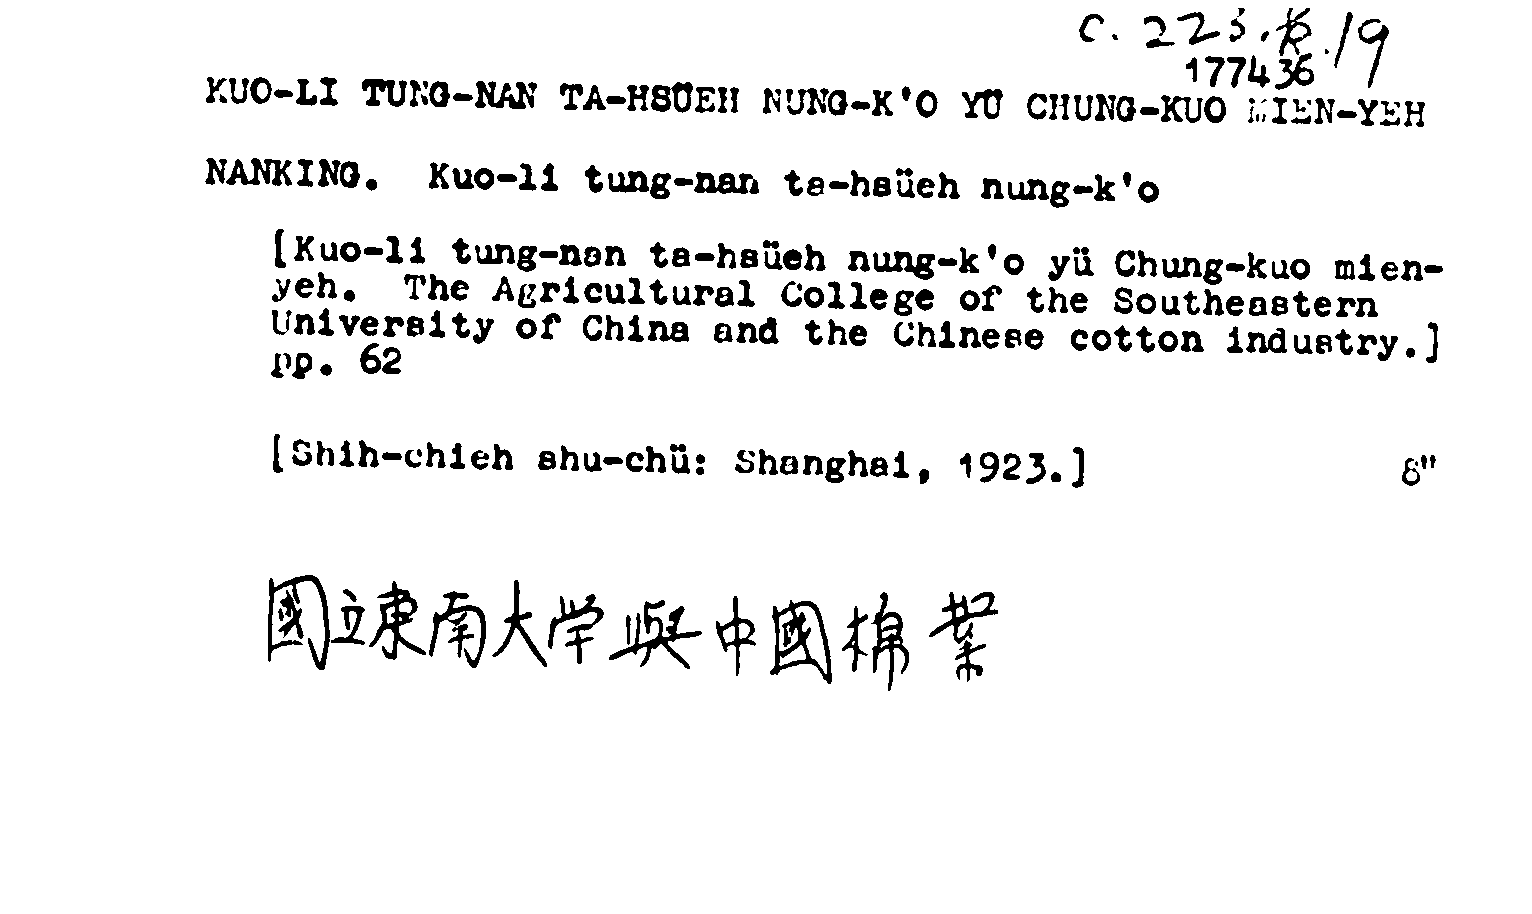 C. 223. k. 19
177436
KUO-LI TUNG-NAN TA-HSÜEH NUNG-K'O YÜ CHUNG-KUO MIEN-YEH
NANKING. Kuo-li tung-nan ta-hsüeh nung-k'o
[Kuo-li tung-nan ta-hsüeh nung-k'o yü Chung-kuo mien-
yeh. The Agricultural College of the Southeastern
University of China and the Chinese cotton industry.]
pp. 62
[Shih-chieh shu-chü: Shanghai, 1923.] 8"
國立東南大学與中國棉業